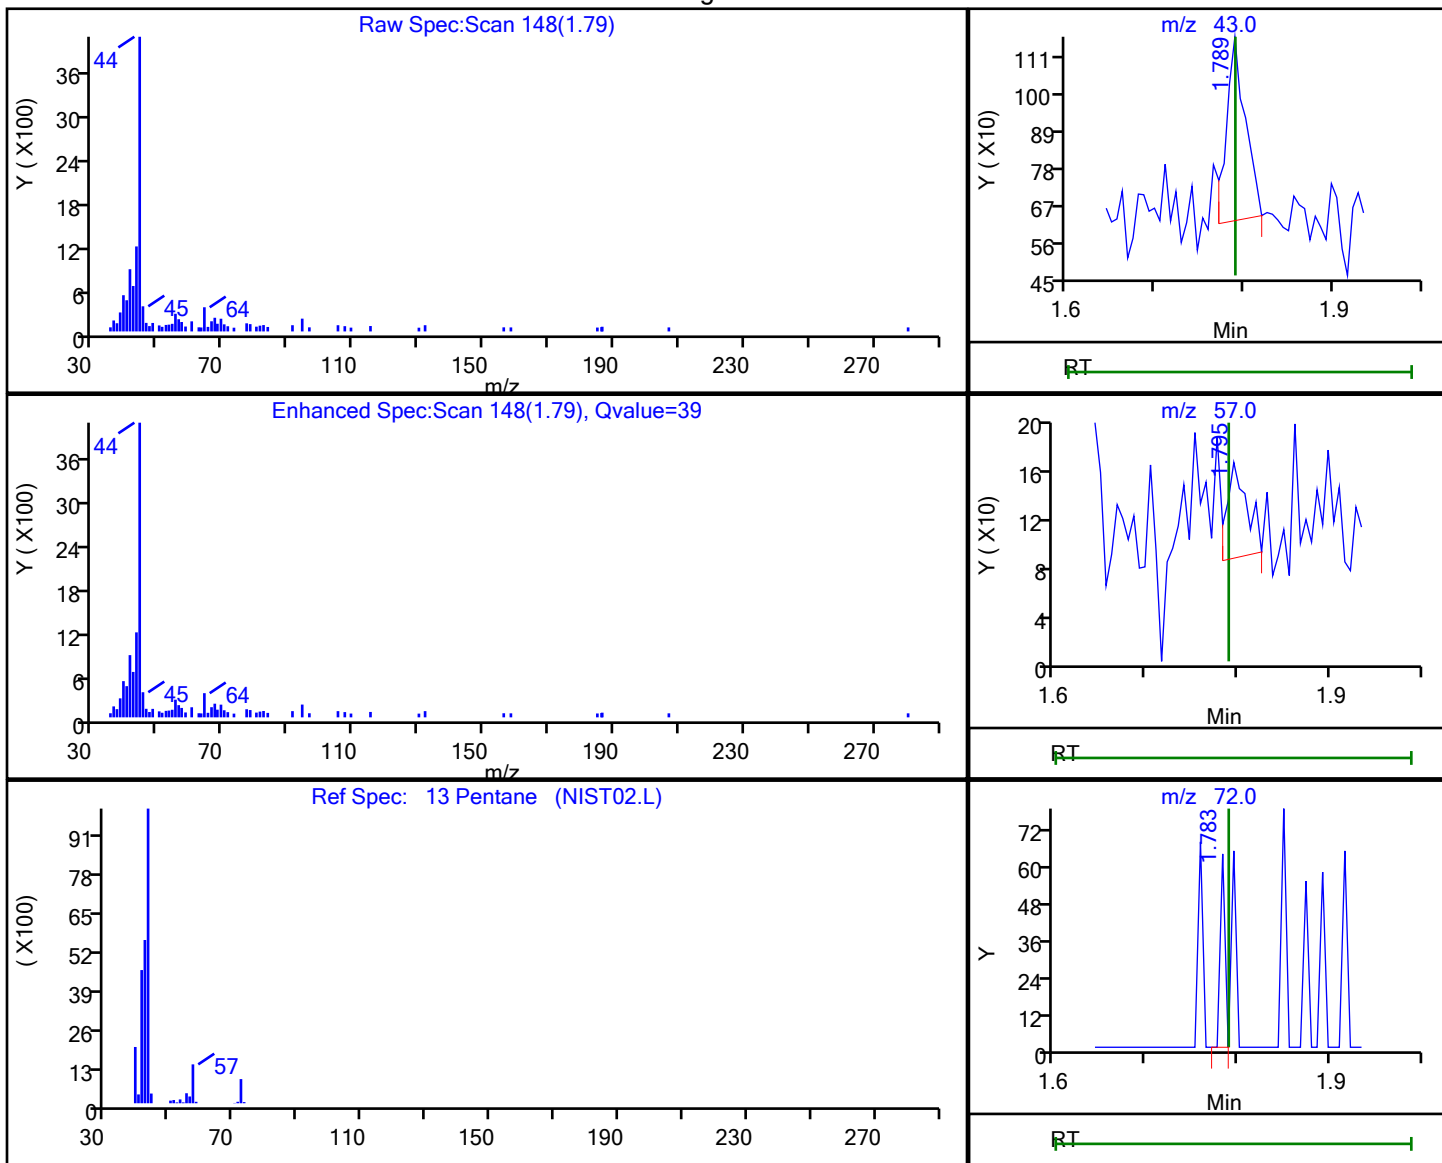 Raw Spec:Scan 148(1.79)
Y ( X100)
36
30
24
18
12
6
0
44
45
64
30 70 110 150 190 230 270
m/z
m/z 43.0
Y ( X10)
111
100
89
78
67
56
45
1.789
1.6 1.9
Min
RT
Enhanced Spec:Scan 148(1.79), Qvalue=39
Y ( X100)
36
30
24
18
12
6
0
44
45
64
30 70 110 150 190 230 270
m/z
m/z 57.0
Y ( X10)
20
16
12
8
4
0
1.795
1.6 1.9
Min
RT
Ref Spec: 13 Pentane (NIST02.L)
( X100)
91
78
65
52
39
26
13
0
57
30 70 110 150 190 230 270
m/z 72.0
Y
72
60
48
36
24
12
0
1.783
1.6 1.9
Min
RT